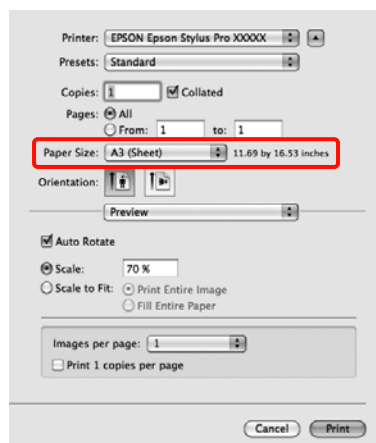 Printer: EPSON Epson Stylus Pro XXXXX
Presets: Standard
Copies: 1 Collated
Pages: All
From: 1 to: 1
Paper Size: A3 (Sheet) 11.69 by 16.53 inches
Orientation:
Preview
Auto Rotate
Scale: 70 %
Scale to Fit: Print Entire Image
Fill Entire Paper
Images per page: 1
Print 1 copies per page
Cancel Print